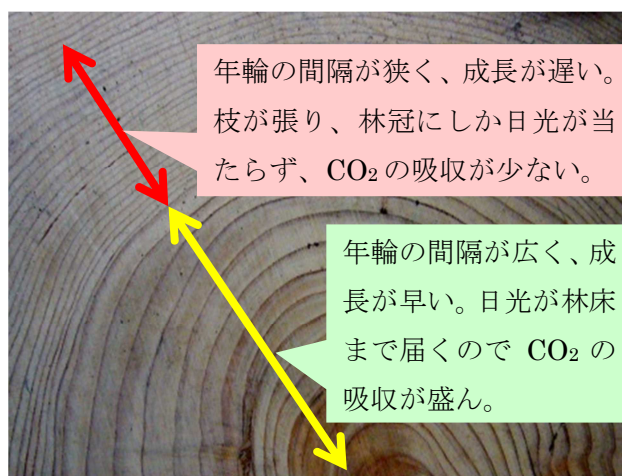 年輪の間隔が狭く、成長が遅い。
枝が張り、林冠にしか日光が当
たらず、CO₂の吸収が少ない。
年輪の間隔が広く、成
長が早い。日光が林床
まで届くので CO₂ の
吸収が盛ん。